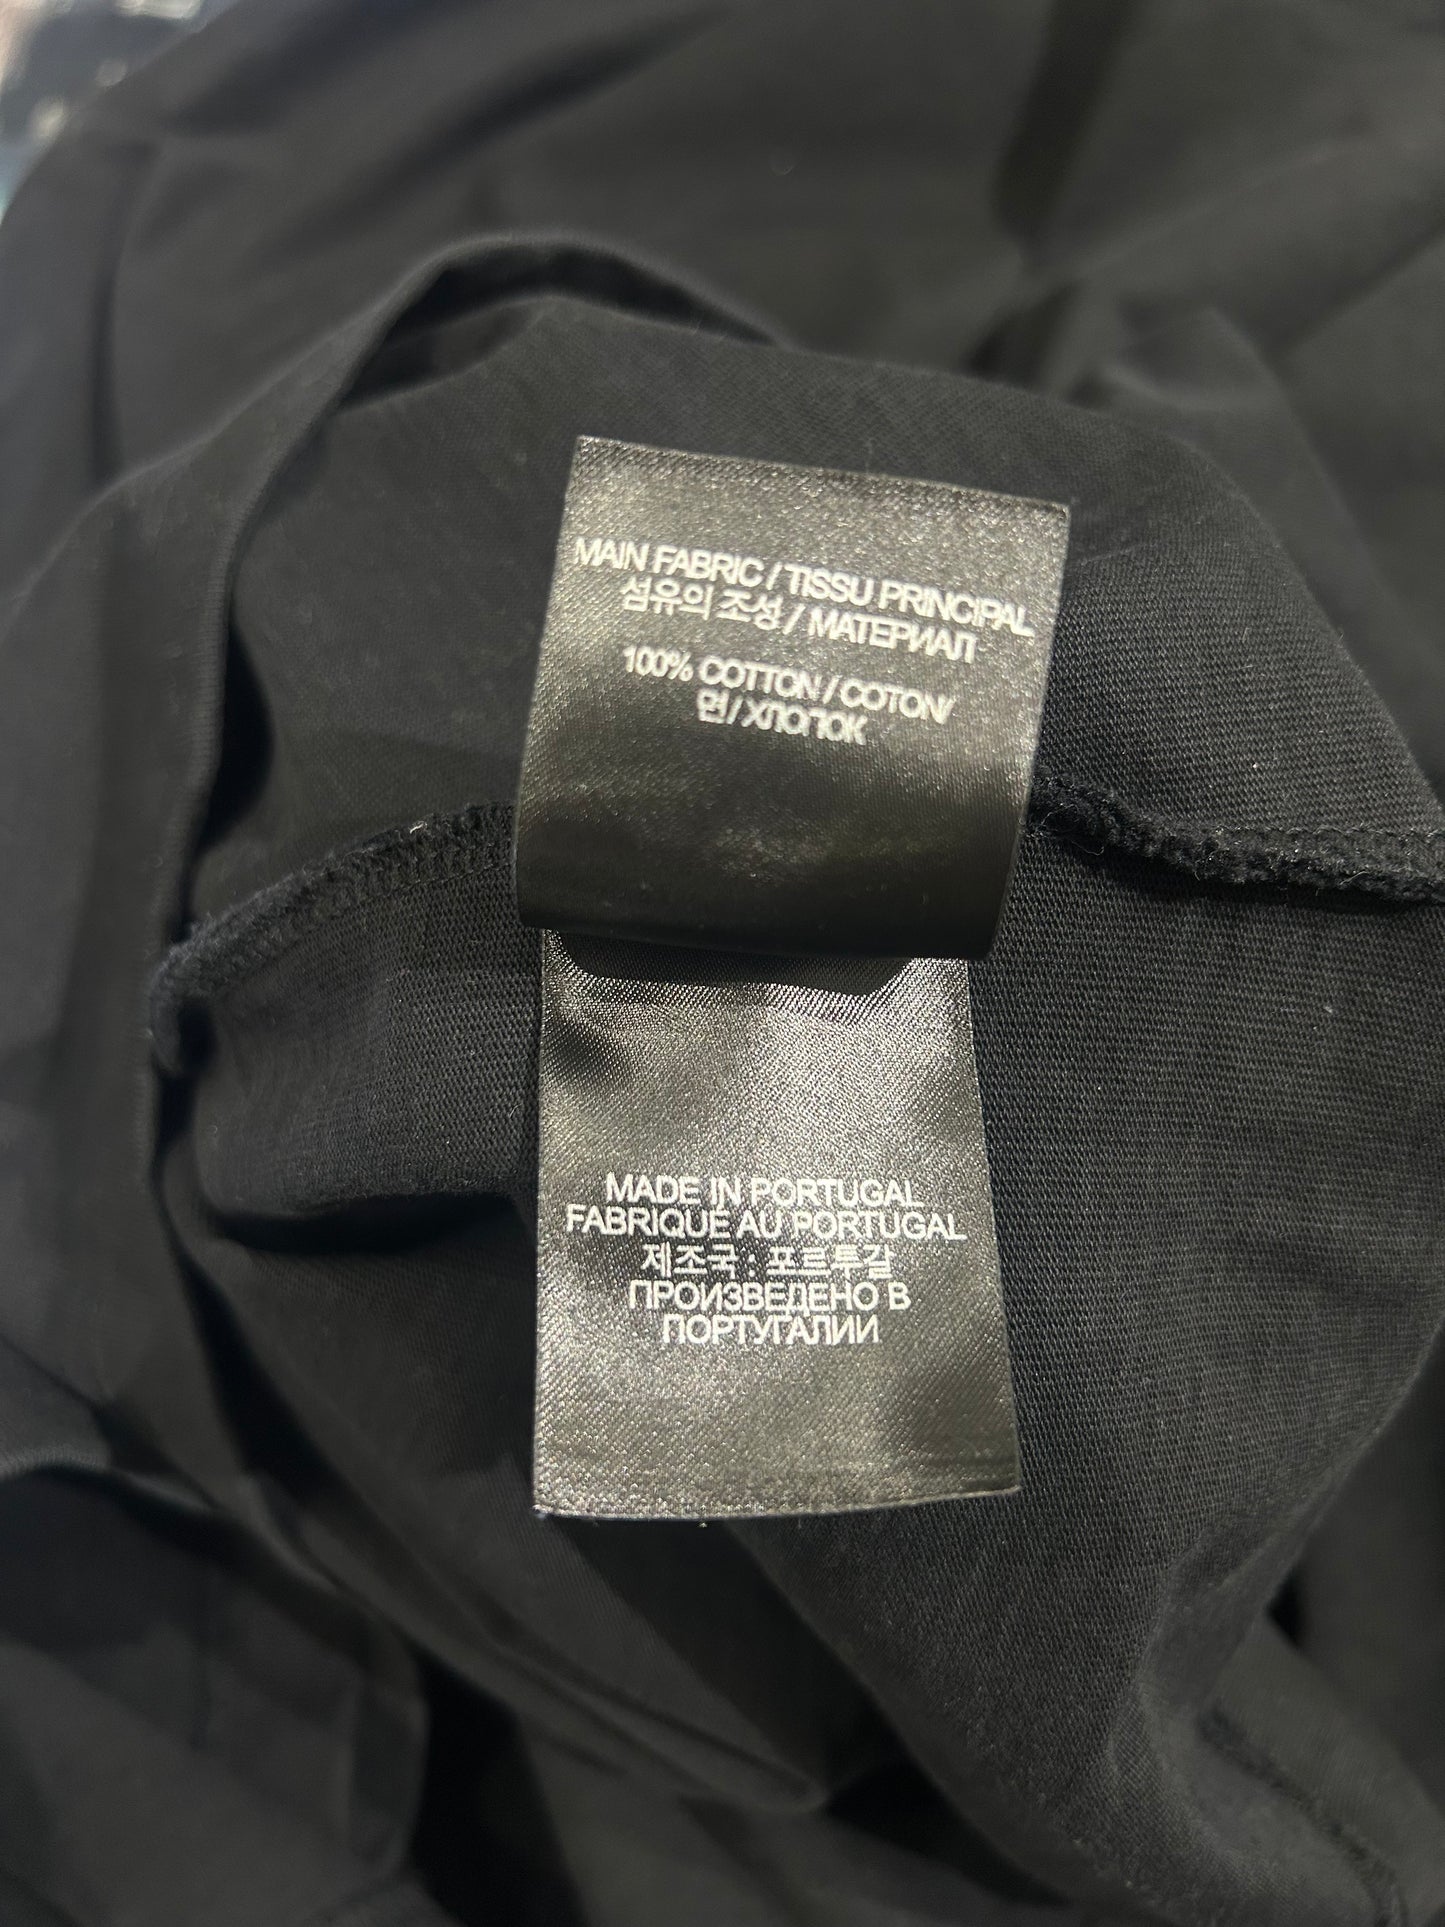 MAIN FABRIC / TISSU PRINCIPAL
섬유의 조성 / МАТЕРИАЛ
100% COTTON / COTON/
면 / ХЛОПОК
MADE IN PORTUGAL
FABRIQUÉ AU PORTUGAL
제조국 : 포르투갈
ПРОИЗВЕДЕНО В
ПОРТУГАЛИИ